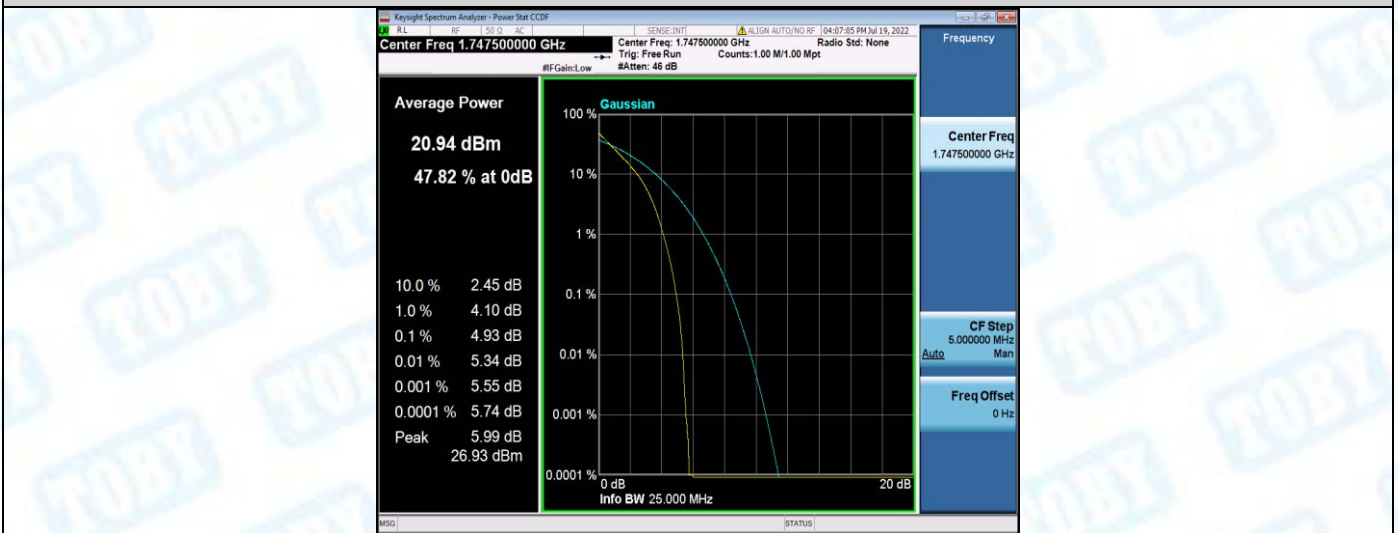 Keysight Spectrum Analyzer - Power Stat CCDF
RL RF 50 Ω AC SENSE:INT ALIGN AUTO/NO RF 04:07:05 PM Jul 19, 2022
Center Freq 1.747500000 GHz
Center Freq: 1.747500000 GHz Radio Std: None
Trig: Free Run Counts:1.00 M/1.00 Mpt
#IFGain:Low #Atten: 46 dB
Frequency
Average Power
20.94 dBm
47.82 % at 0dB
10.0 % 2.45 dB
1.0 % 4.10 dB
0.1 % 4.93 dB
0.01 % 5.34 dB
0.001 % 5.55 dB
0.0001 % 5.74 dB
Peak 5.99 dB
26.93 dBm
Gaussian
100 %
10 %
1 %
0.1 %
0.01 %
0.001 %
0.0001 %
0 dB 20 dB
Info BW 25.000 MHz
Center Freq
1.747500000 GHz
CF Step
5.000000 MHz
Auto Man
Freq Offset
0 Hz
MSG STATUS
TOBY